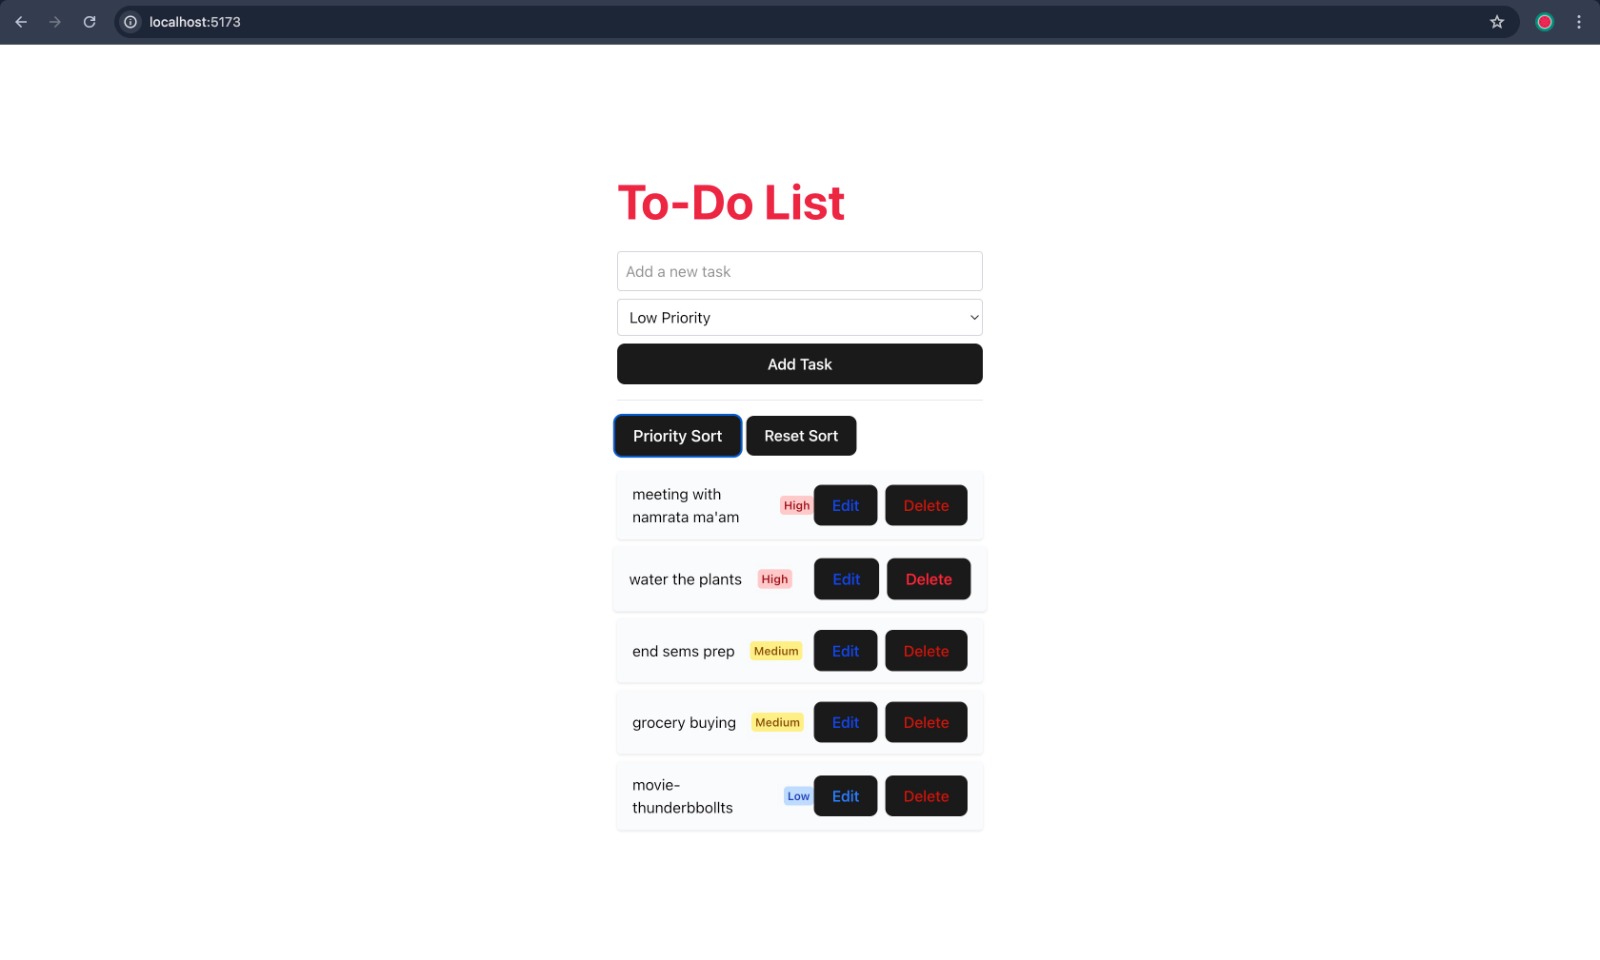 localhost:5173
To-Do List
Add a new task
Low Priority
Add Task
Priority Sort Reset Sort
meeting with
namrata ma'am
High Edit Delete
water the plants High Edit Delete
end sems prep Medium Edit Delete
grocery buying Medium Edit Delete
movie-
thunderbbollts
Low Edit Delete